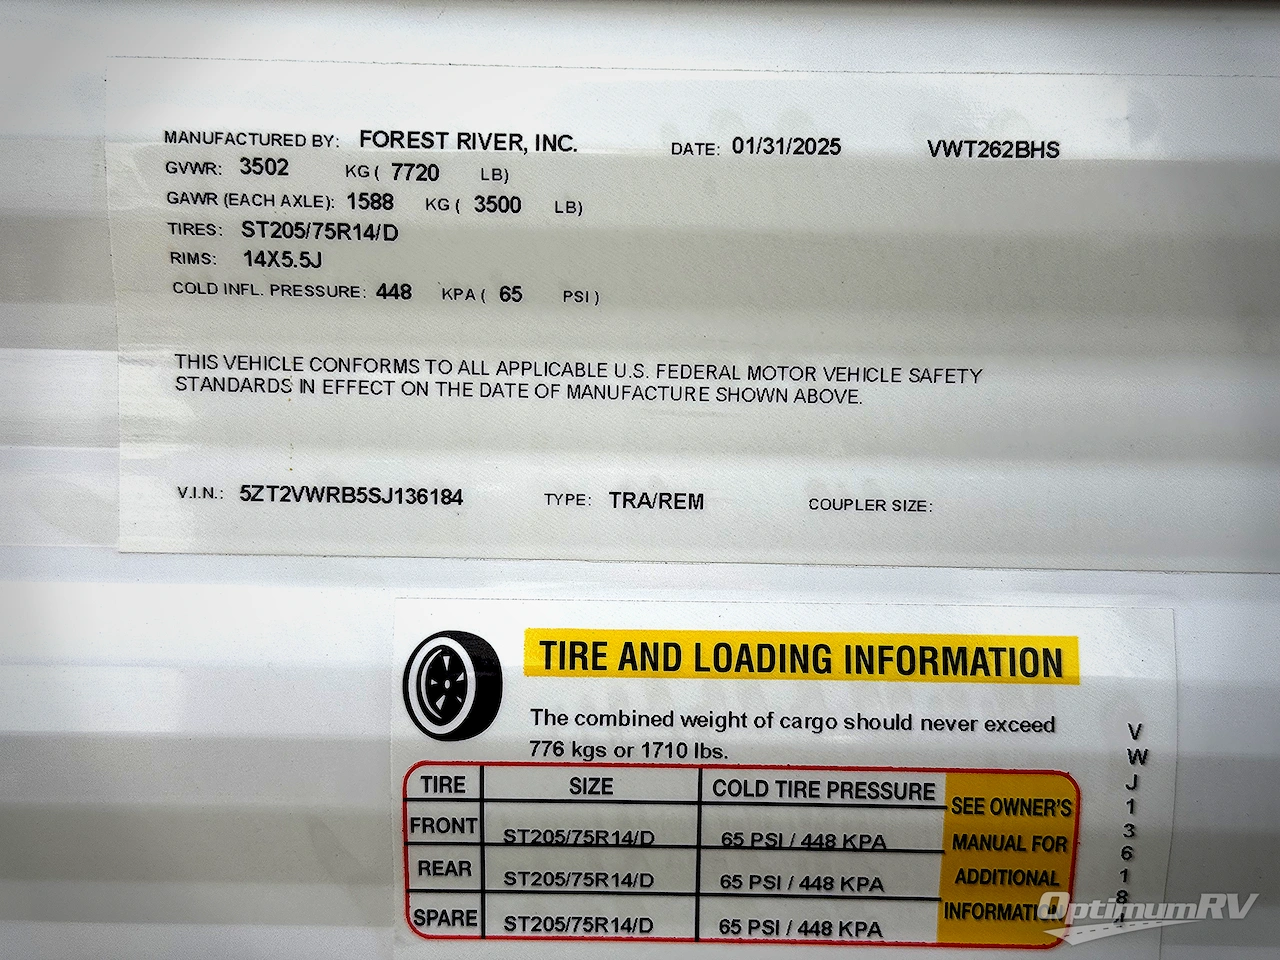 MANUFACTURED BY: FOREST RIVER, INC. DATE: 01/31/2025 VWT262BHS
GVWR: 3502 KG ( 7720 LB)
GAWR (EACH AXLE): 1588 KG ( 3500 LB)
TIRES: ST205/75R14/D
RIMS: 14X5.5J
COLD INFL. PRESSURE: 448 KPA ( 65 PSI )
THIS VEHICLE CONFORMS TO ALL APPLICABLE U.S. FEDERAL MOTOR VEHICLE SAFETY
STANDARDS IN EFFECT ON THE DATE OF MANUFACTURE SHOWN ABOVE.
V.I.N.: 5ZT2VWRB5SJ136184 TYPE: TRA/REM COUPLER SIZE:
TIRE AND LOADING INFORMATION
The combined weight of cargo should never exceed
776 kgs or 1710 lbs.
TIRE SIZE COLD TIRE PRESSURE
FRONT ST205/75R14/D 65 PSI / 448 KPA
REAR ST205/75R14/D 65 PSI / 448 KPA
SPARE ST205/75R14/D 65 PSI / 448 KPA
SEE OWNER'S
MANUAL FOR
ADDITIONAL
INFORMATION
VWJ136184
OptimumRV